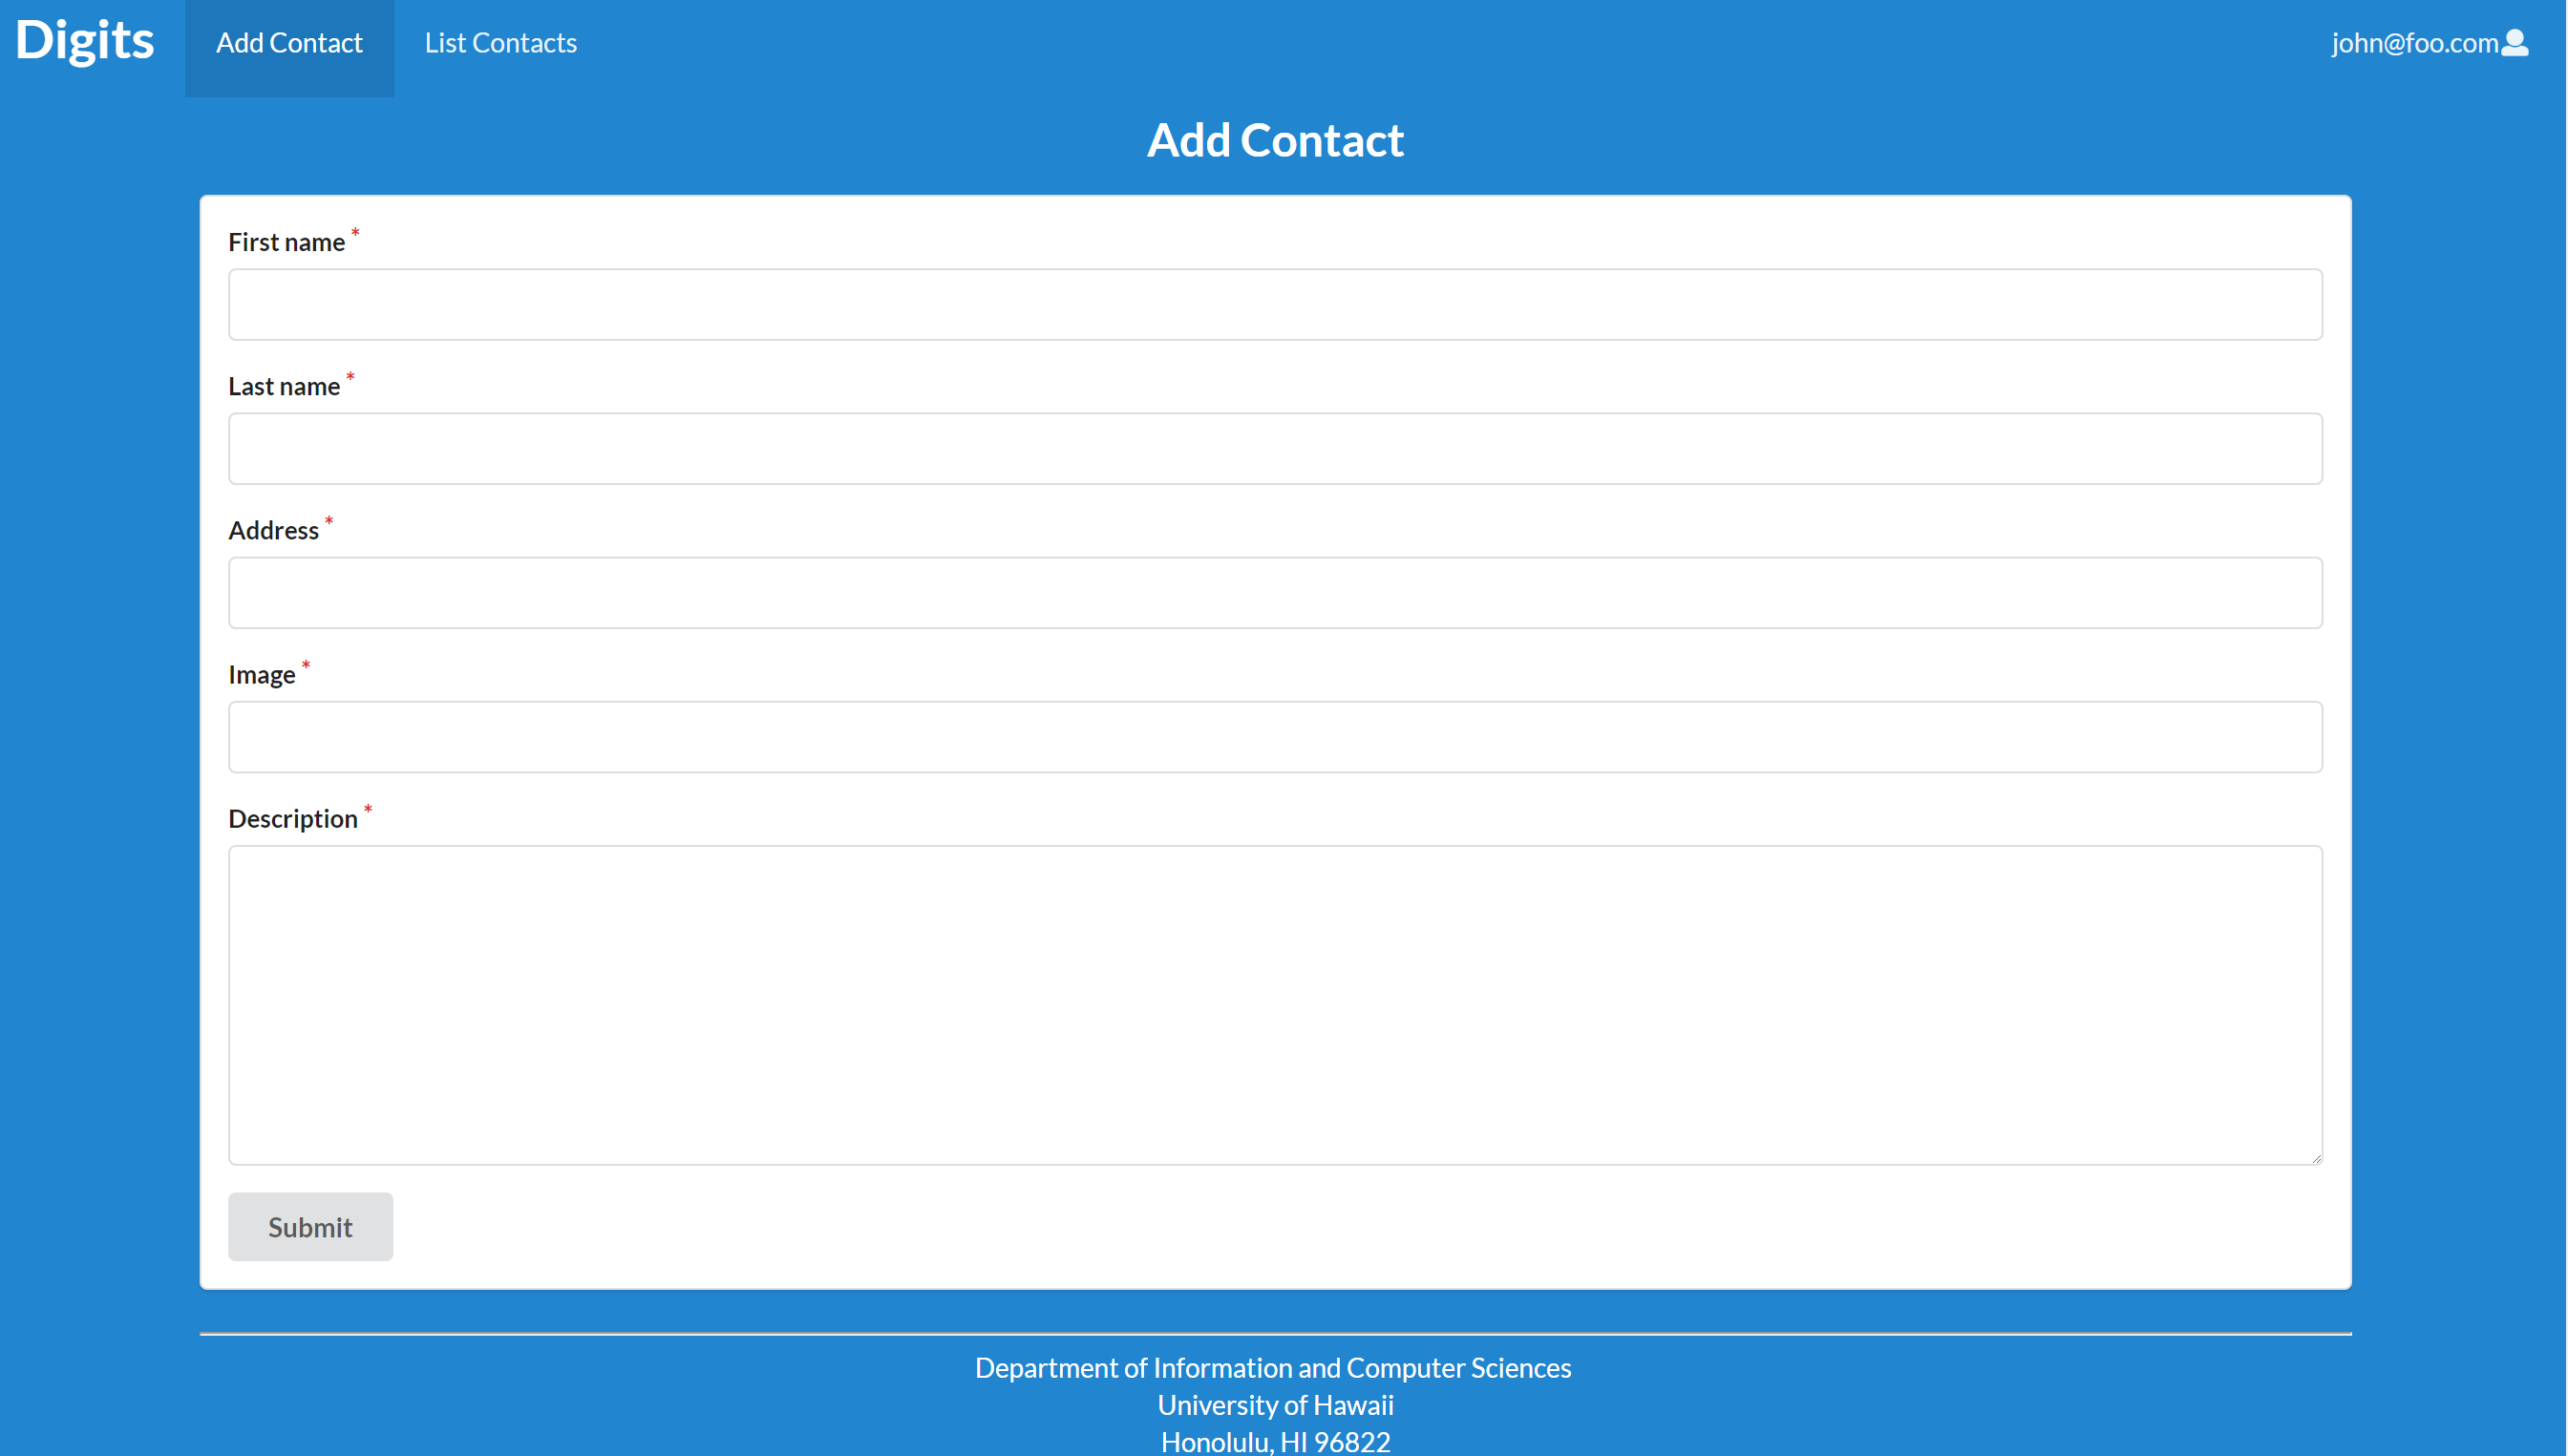 Digits
Add Contact
List Contacts
john@foo.com
Add Contact
First name *
Last name *
Address *
Image *
Description *
Submit
Department of Information and Computer Sciences
University of Hawaii
Honolulu, HI 96822